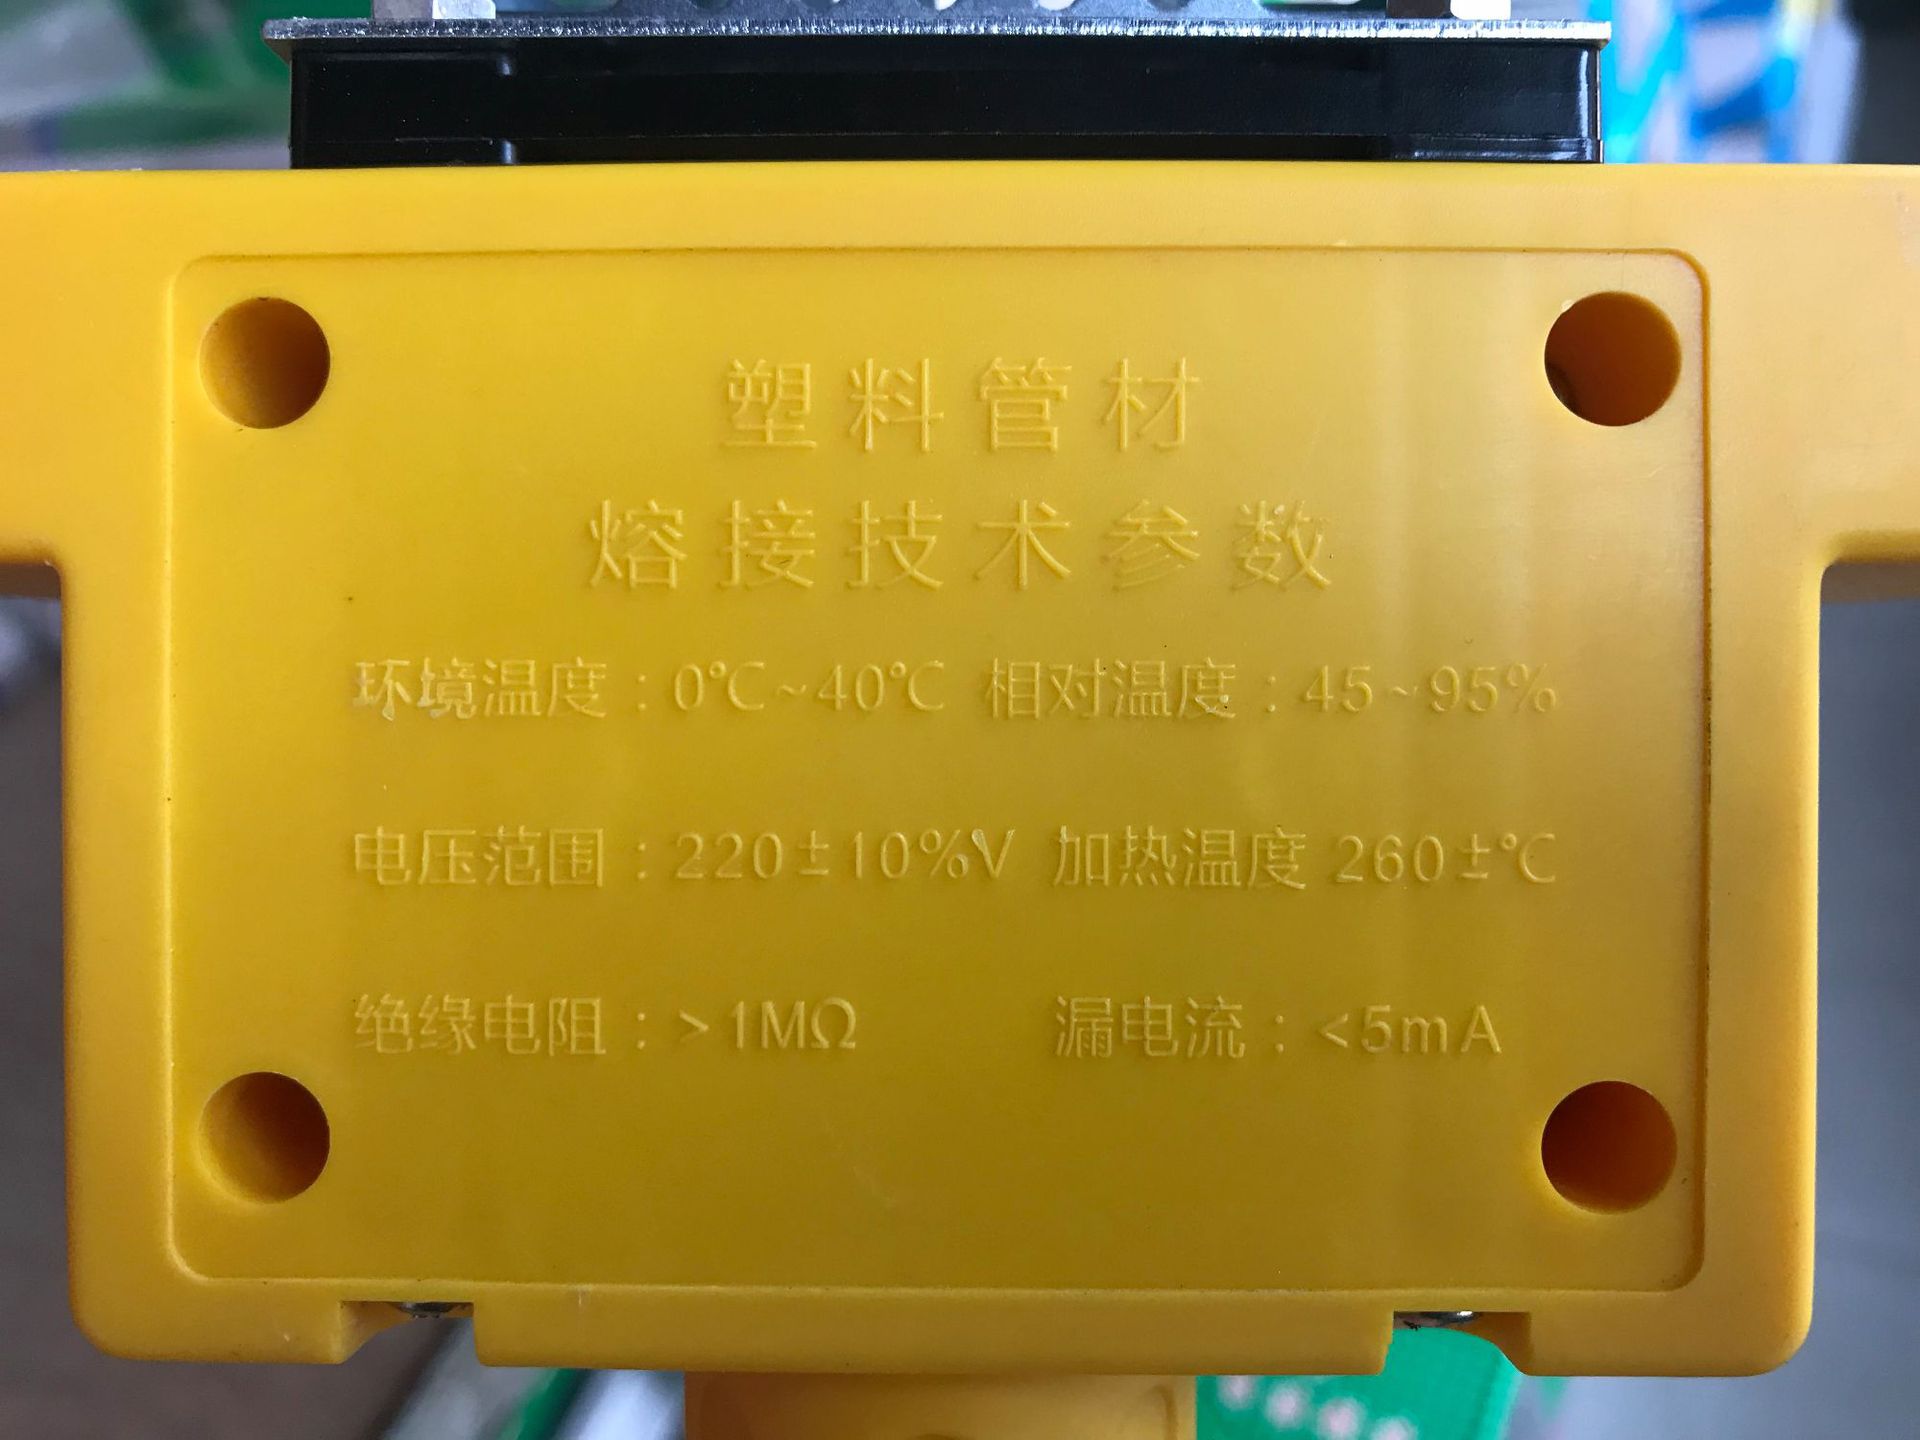 塑料管材
熔接技术参数
环境温度:0℃~40℃ 相对温度:45~95%
电压范围:220±10%V 加热温度 260±℃
绝缘电阻:>1MΩ 漏电流:<5mA